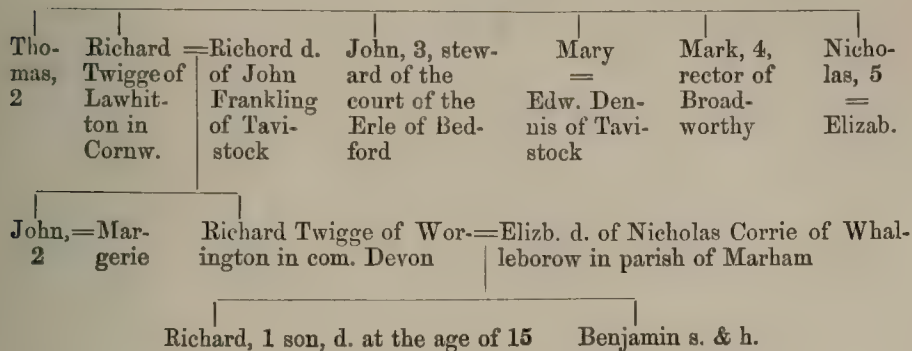 Tho-
mas,
2
Richard
Twigge of
Lawhit-
ton in
Cornw.
=Richord d.
of John
Frankling
of Tavi-
stock
John, 3, stew-
ard of the
court of the
Erle of Bed-
ford
Mary
=
Edw. Den-
nis of Tavi-
stock
Mark, 4,
rector of
Broad-
worthy
Nicho-
las, 5
=
Elizab.
John,=Mar-
2 gerie
Richard Twigge of Wor-=Elizb. d. of Nicholas Corrie of Whal-
ington in com. Devon
leborow in parish of Marham
Richard, 1 son, d. at the age of 15
Benjamin s. & h.